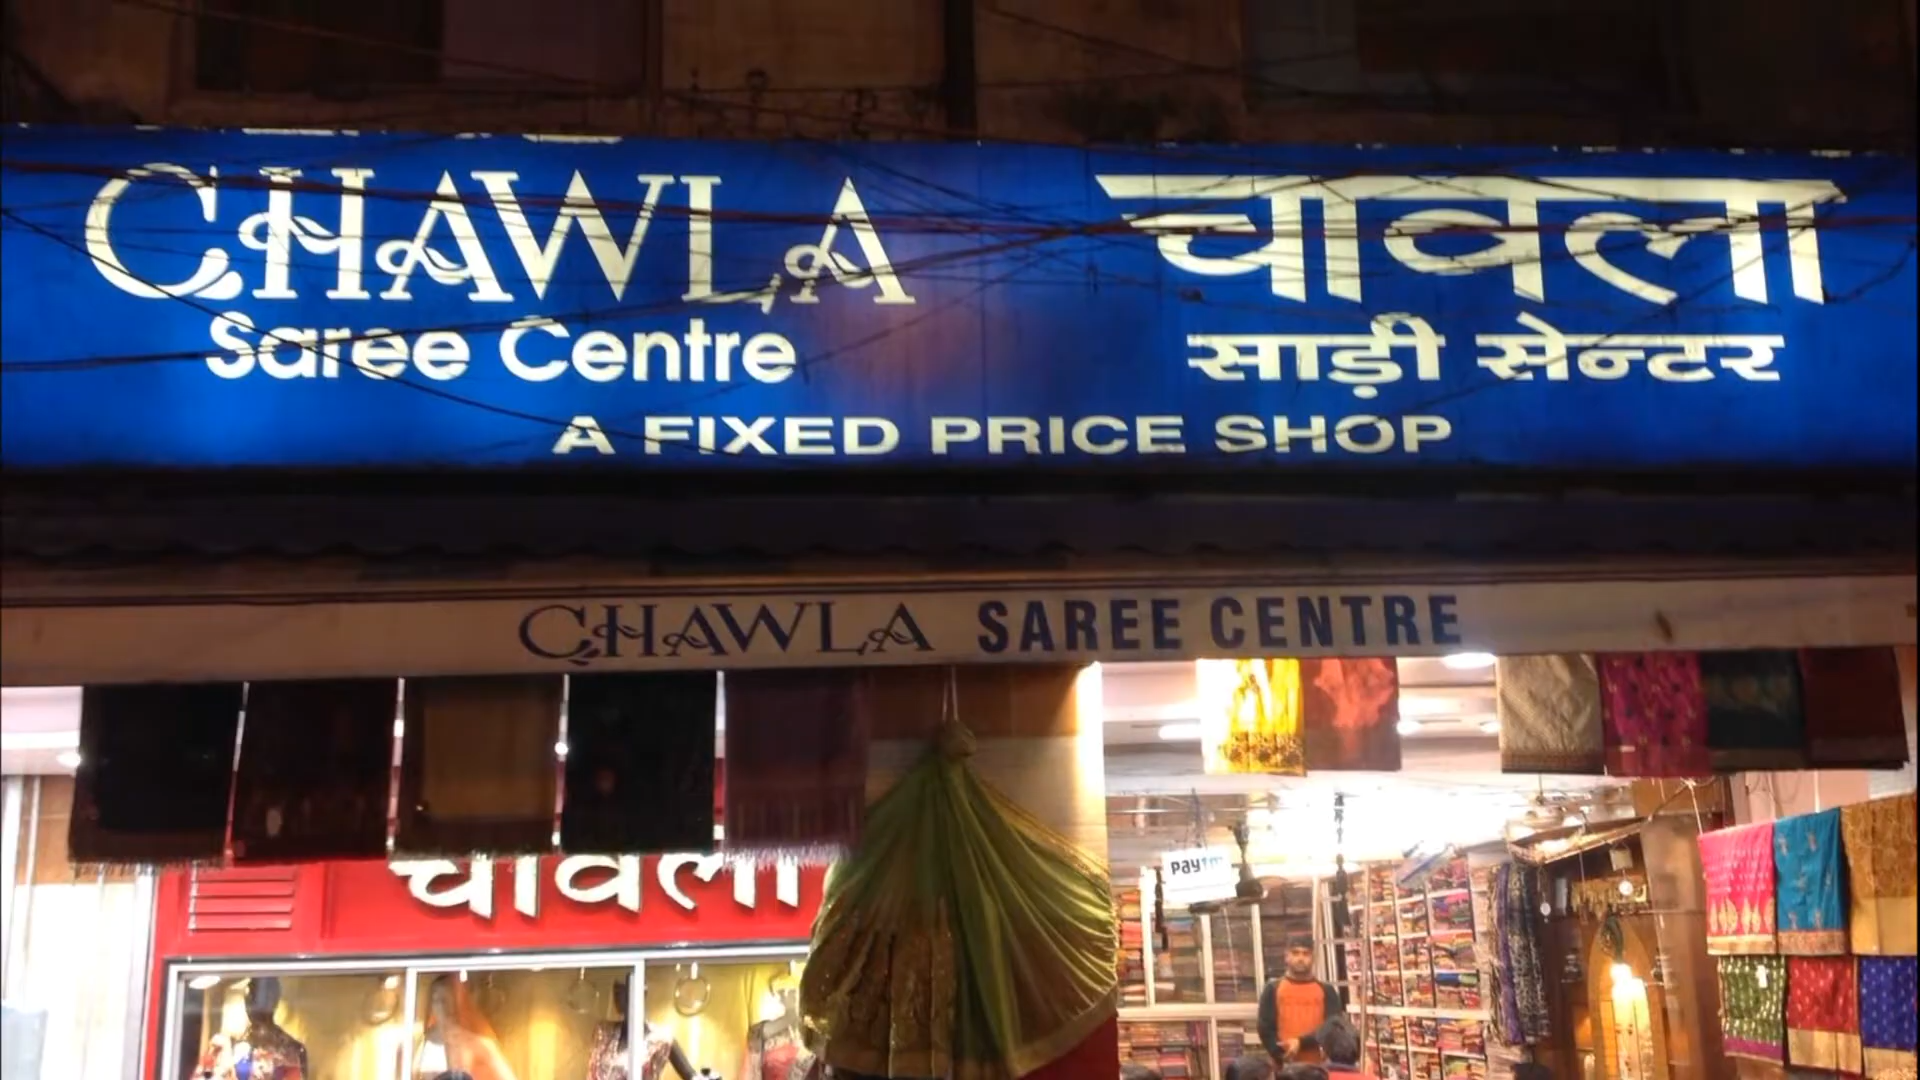 CHAWLA
चावला
Saree Centre
साड़ी सेन्टर
A FIXED PRICE SHOP
CHAWLA SAREE CENTRE
चावला
paytm